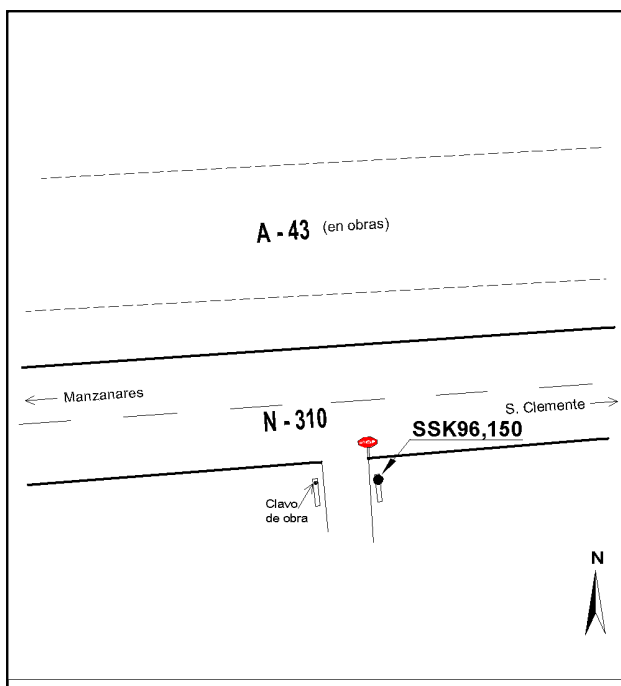 A - 43 (en obras)
Manzanares
S. Clemente
N - 310
SSK96,150
Clavo
de obra
N